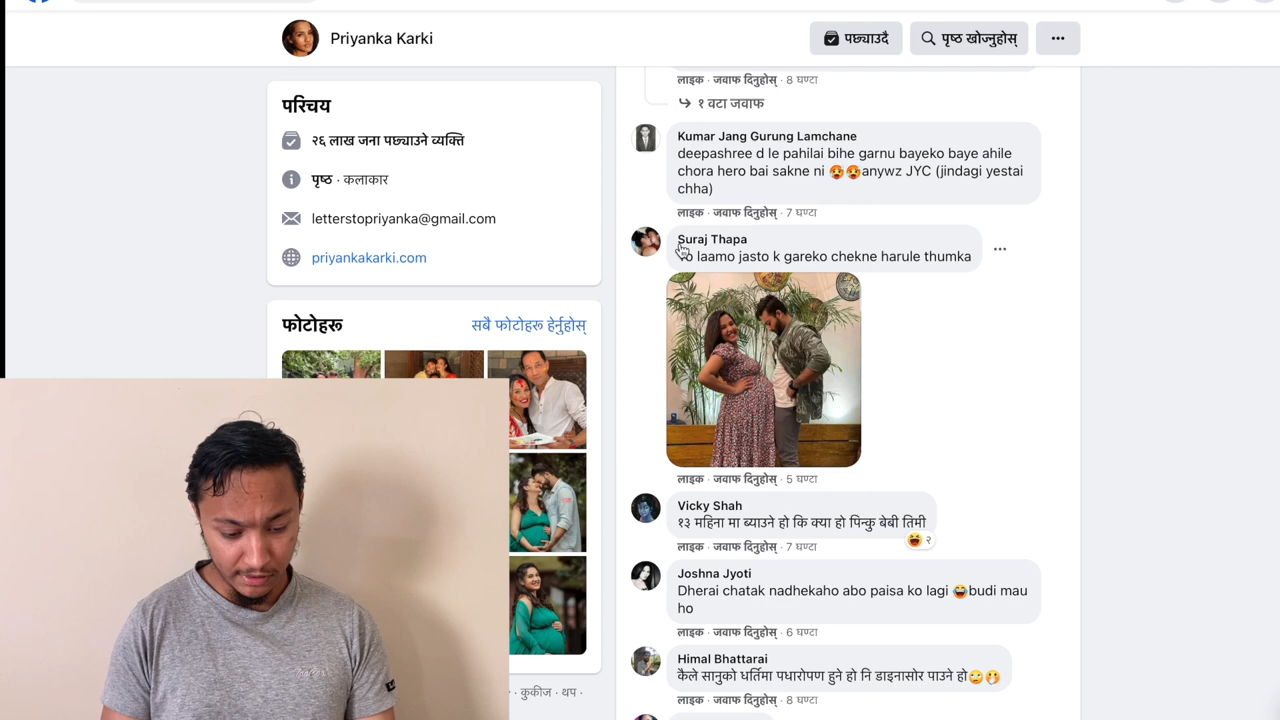 Priyanka Karki
पछ्याउदै
पृष्ठ खोज्नुहोस्
परिचय
२६ लाख जना पछ्याउने व्यक्ति
पृष्ठ · कलाकार
letterstopriyanka@gmail.com
priyankakarki.com
फोटोहरू
सबै फोटोहरू हेर्नुहोस्
· कुकीज · थप ·
लाइक · जवाफ दिनुहोस् · 8 घण्टा
१ वटा जवाफ
Kumar Jang Gurung Lamchane
deepashree d le pahilai bihe garnu bayeko baye ahile
chora hero bai sakne ni 🥵🥵anywz JYC (jindagi yestai
chha)
लाइक · जवाफ दिनुहोस् · 7 घण्टा
Suraj Thapa
laamo jasto k gareko chekne harule thumka
लाइक · जवाफ दिनुहोस् · 5 घण्टा
Vicky Shah
१३ महिना मा ब्याउने हो कि क्या हो पिन्कु बेबी तिमी
२
लाइक · जवाफ दिनुहोस् · 7 घण्टा
Joshna Jyoti
Dherai chatak nadhekaho abo paisa ko lagi 😂budi mau
ho
लाइक · जवाफ दिनुहोस् · 6 घण्टा
Himal Bhattarai
कैले सानुको धर्तिमा पधारोपण हुने हो नि डाइनासोर पाउने हो🙄🤭
लाइक · जवाफ दिनुहोस् · 8 घण्टा